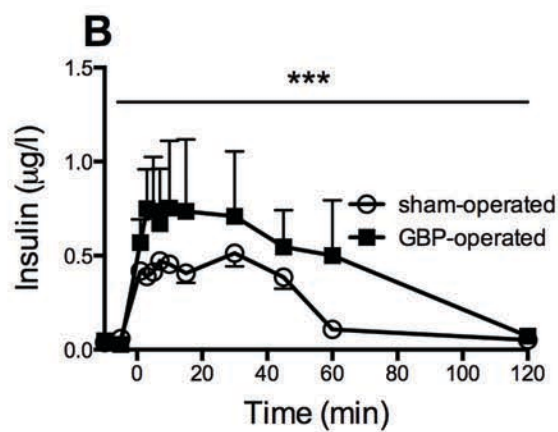 B
1.5
***
1.0
sham-operated
GBP-operated
Insulin (µg/l)
0.5
0.0
0 20 40 60 80 100 120
Time (min)